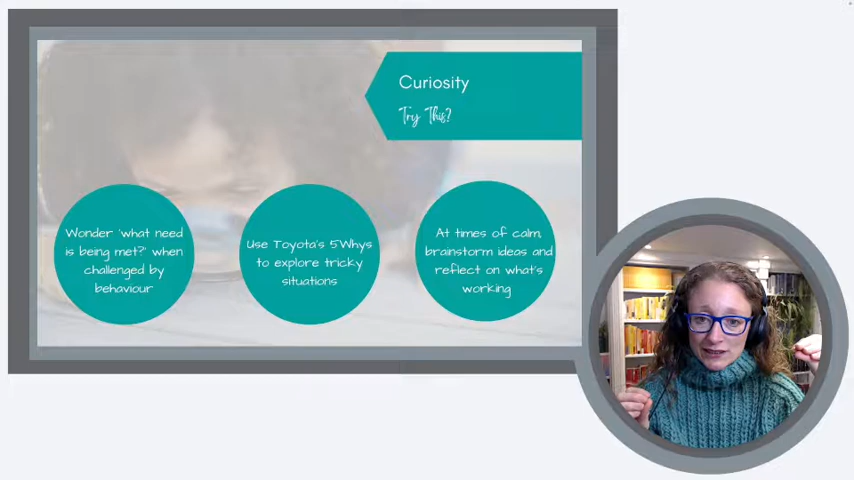 Curiosity
Try This?
Wonder 'what need
is being met?' when
challenged by
behaviour
Use Toyota's 5Whys
to explore tricky
situations
At times of calm,
brainstorm ideas and
reflect on what's
working